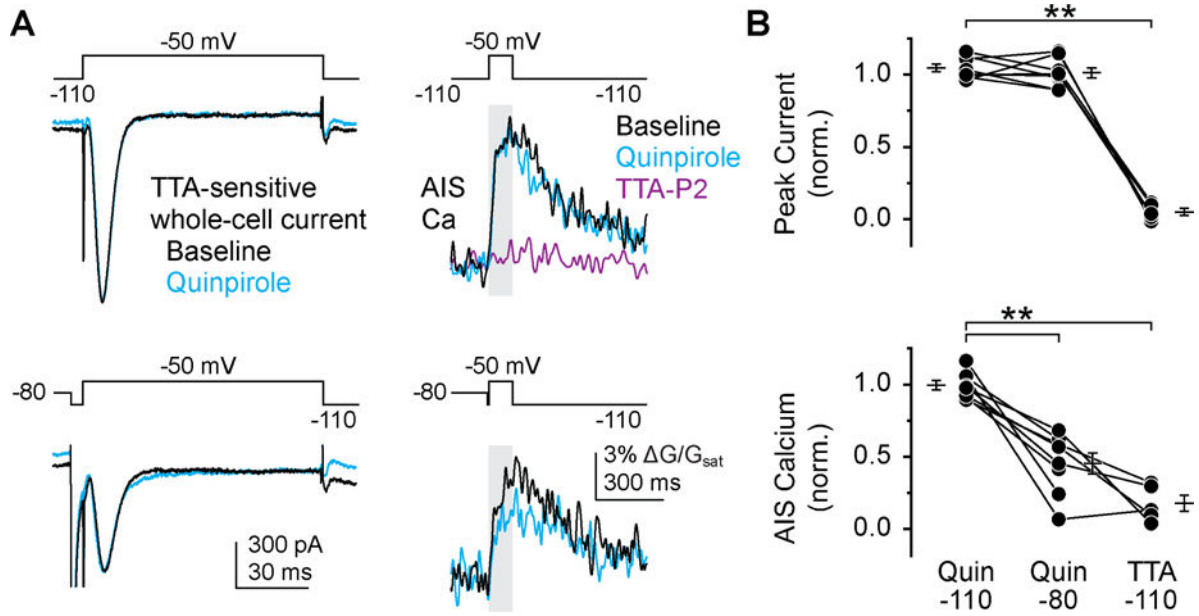 A
-50 mV
-110
TTA-sensitive
whole-cell current
Baseline
Quinpirole
-50 mV
-110
-110
Baseline
Quinpirole
TTA-P2
AIS
Ca
-50 mV
-80
-110
300 pA
30 ms
-50 mV
-80
-110
3% ΔG/Gsat
300 ms
B
**
Peak Current
(norm.)
1.0
0.5
0.0
**
AIS Calcium
(norm.)
1.0
0.5
0.0
Quin Quin TTA
-110 -80 -110